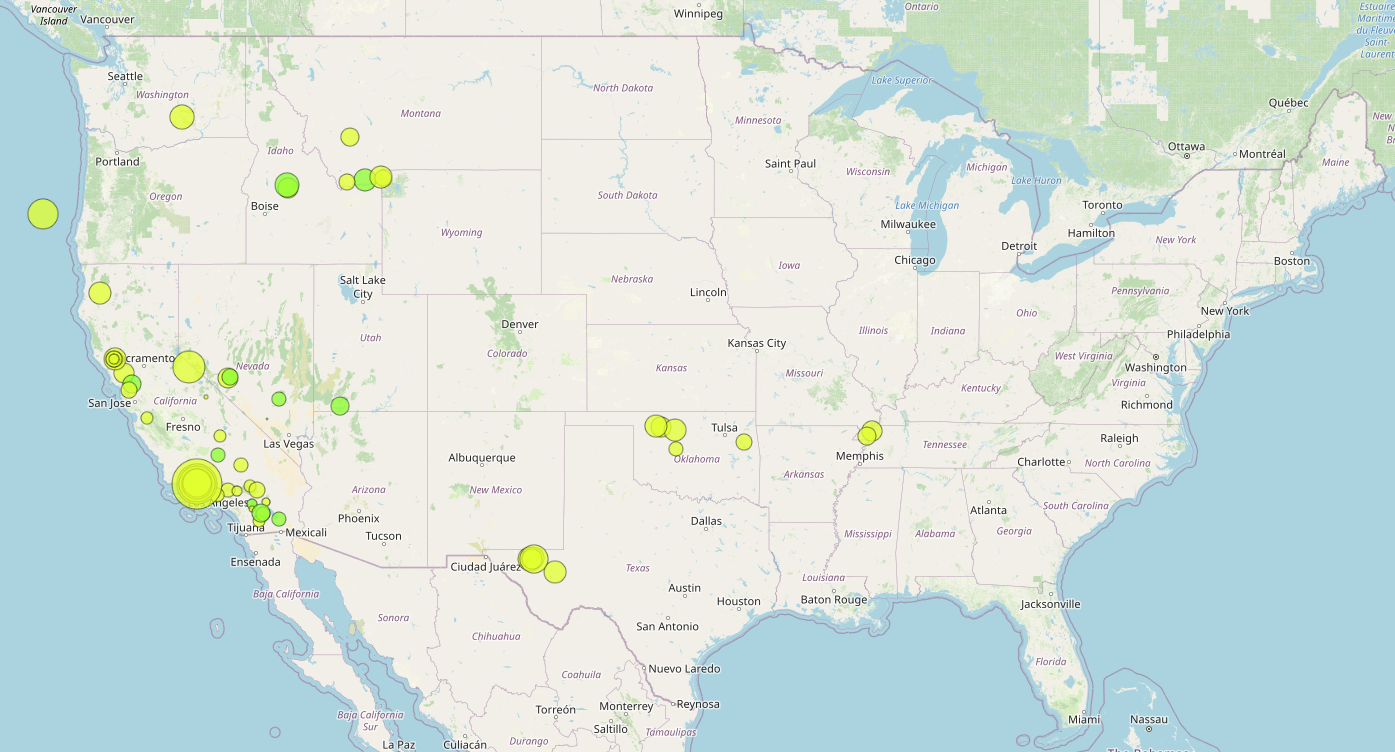 Vancouver
Island
Vancouver
Winnipeg
Ontario
Estuaire
Maritime
du Fleuve
Saint-
Laurent
Seattle
Washington
Montana
North Dakota
Minnesota
Lake Superior
Québec
New
Portland
Idaho
Saint Paul
Wisconsin
Michigan
Lake Huron
Ottawa
Montréal
Maine
Oregon
Boise
South Dakota
Lake Michigan
Toronto
Wyoming
Milwaukee
Hamilton
New York
Detroit
Chicago
Boston
Salt Lake
City
Nebraska
Iowa
Lincoln
Pennsylvania
New York
Denver
Utah
Colorado
Kansas City
Illinois
Indiana
Ohio
Philadelphia
cramento
Nevada
Kansas
Missouri
West Virginia
Washington
Kentucky
Virginia
San Jose
California
Richmond
Fresno
Las Vegas
Tulsa
Memphis
Tennessee
Raleigh
North Carolina
Albuquerque
Oklahoma
Arkansas
Charlotte
Arizona
New Mexico
Angeles
South Carolina
Phoenix
Dallas
Atlanta
Tijuana
Mexicali
Tucson
Mississippi
Alabama
Georgia
Ensenada
Ciudad Juárez
Texas
Louisiana
Baja California
Austin
Houston
Baton Rouge
Jacksonville
Sonora
San Antonio
Chihuahua
Florida
Coahuila
Nuevo Laredo
Baja California
Sur
Torreón
Monterrey
Reynosa
Miami
Nassau
Saltillo
Tamaulipas
La Paz
Culiacán
Durango
The Bahamas